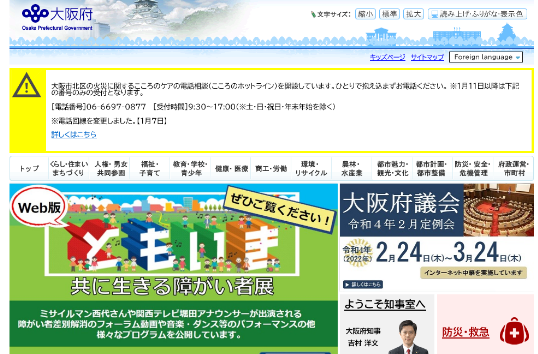 大阪府
Osaka Prefectural Government
文字サイズ： 縮小 標準 拡大 読み上げ・ふりがな・表示色
キッズページ サイトマップ Foreign language
大阪市北区の火災に関するこころのケアの電話相談(こころのホットライン)を開設しています。ひとりで抱え込まずお電話ください。 ※1月11日以降は下記
の番号のみの受付となります。
【電話番号】06-6697-0877 【受付時間】9:30～17:00(※土・日・祝日・年末年始を除く)
※電話回線を変更しました。【1月7日】
詳しくはこちら
トップ
くらし・住まい
まちづくり
人権・男女
共同参画
福祉・
子育て
教育・学校・
青少年
健康・医療
商工・労働
環境・
リサイクル
農林・
水産業
都市魅力・
観光・文化
都市計画・
都市整備
防災・安全・
危機管理
府政運営・
市町村
Web版
ぜひご覧ください！
ともいき
共に生きる障がい者展
ミサイルマン西代さんや関西テレビ堀田アナウンサーが出演される
障がい者差別解消のフォーラム動画や音楽・ダンス等のパフォーマンスの他
様々なプログラムを公開しています。
大阪府議会
令和４年２月定例会
令和4年
(2022年)
2月24日(木)～3月24日(木)
インターネット中継を実施しています
詳しくはこちら
ようこそ知事室へ
大阪府知事
吉村 洋文
防災・救急